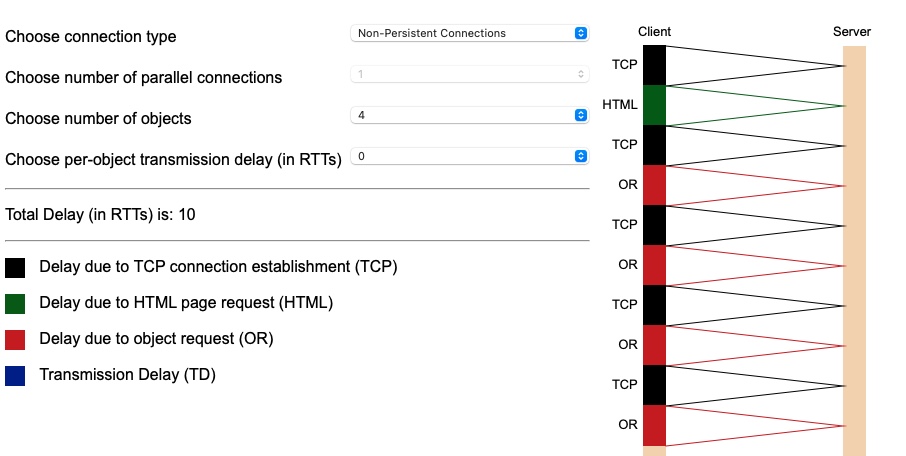 Choose connection type
Non-Persistent Connections
Choose number of parallel connections
1
Choose number of objects
4
Choose per-object transmission delay (in RTTs)
0
Total Delay (in RTTs) is: 10
Delay due to TCP connection establishment (TCP)
Delay due to HTML page request (HTML)
Delay due to object request (OR)
Transmission Delay (TD)
Client
Server
TCP
HTML
TCP
OR
TCP
OR
TCP
OR
TCP
OR